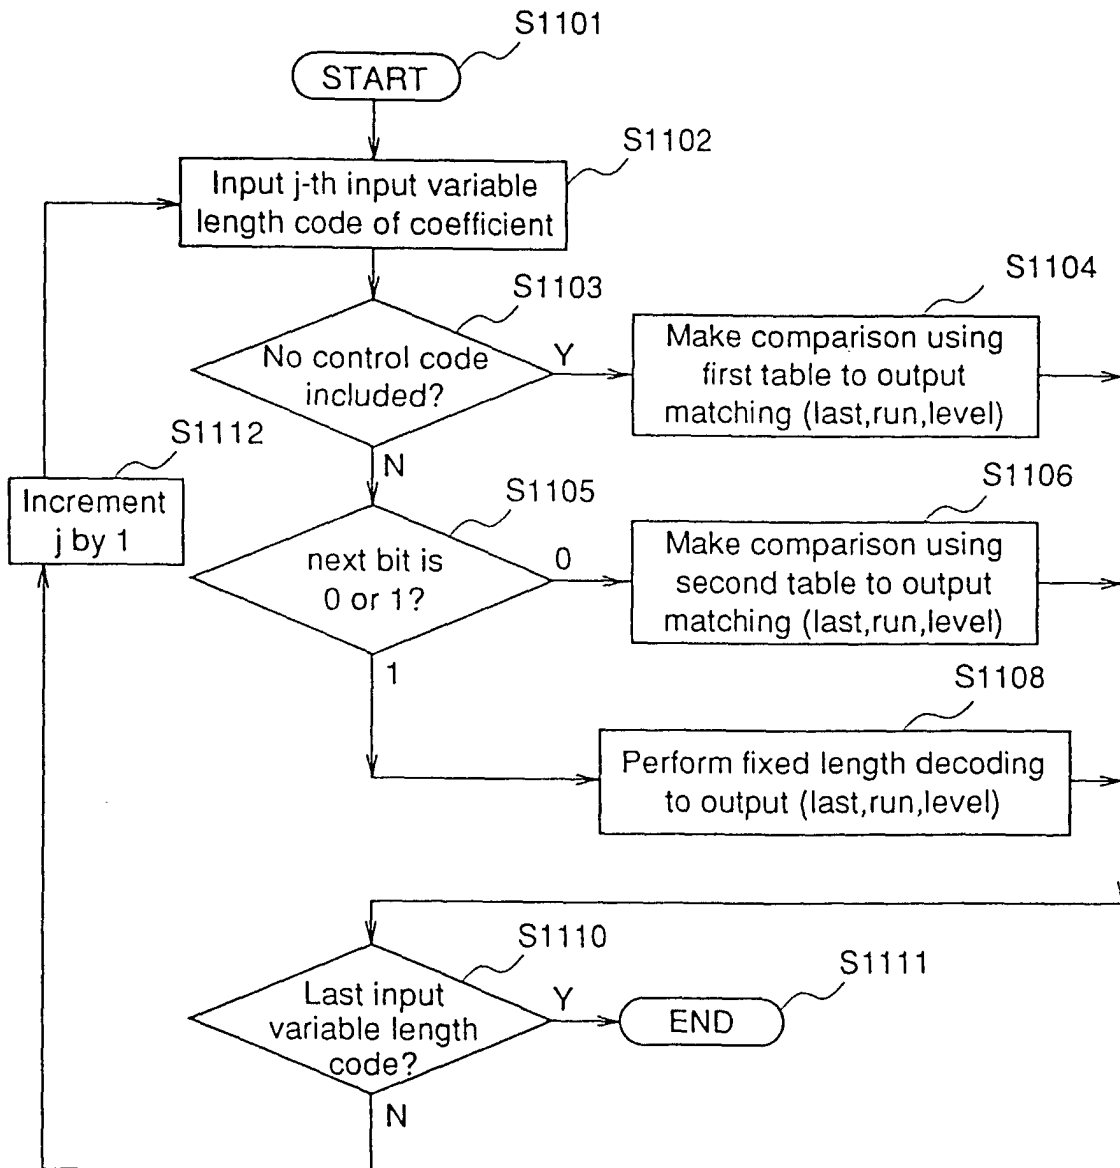 S1101
START
S1102
Input j-th input variable
length code of coefficient
S1103
No control code
included?
Y
S1104
Make comparison using
first table to output
matching (last,run,level)
N
S1112
Increment
j by 1
S1105
next bit is
0 or 1?
0
S1106
Make comparison using
second table to output
matching (last,run,level)
1
S1108
Perform fixed length decoding
to output (last,run,level)
S1110
Last input
variable length
code?
Y
S1111
END
N